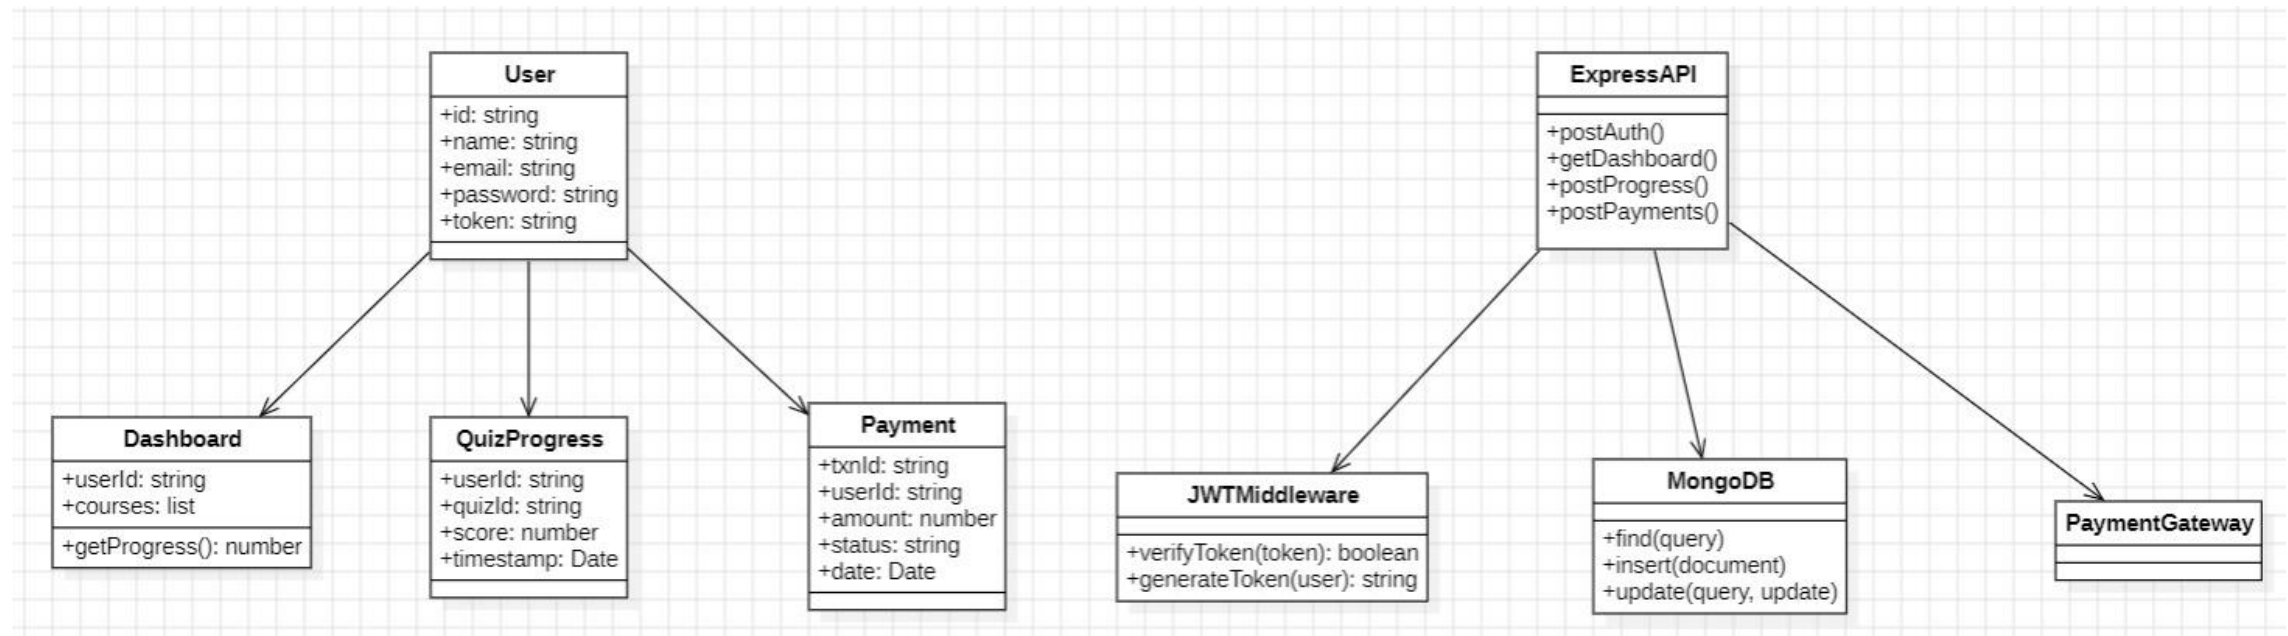 User
+id: string
+name: string
+email: string
+password: string
+token: string
ExpressAPI
+postAuth()
+getDashboard()
+postProgress()
+postPayments()
Dashboard
+userId: string
+courses: list
+getProgress(): number
QuizProgress
+userId: string
+quizId: string
+score: number
+timestamp: Date
Payment
+txnId: string
+userId: string
+amount: number
+status: string
+date: Date
JWTMiddleware
+verifyToken(token): boolean
+generateToken(user): string
MongoDB
+find(query)
+insert(document)
+update(query, update)
PaymentGateway